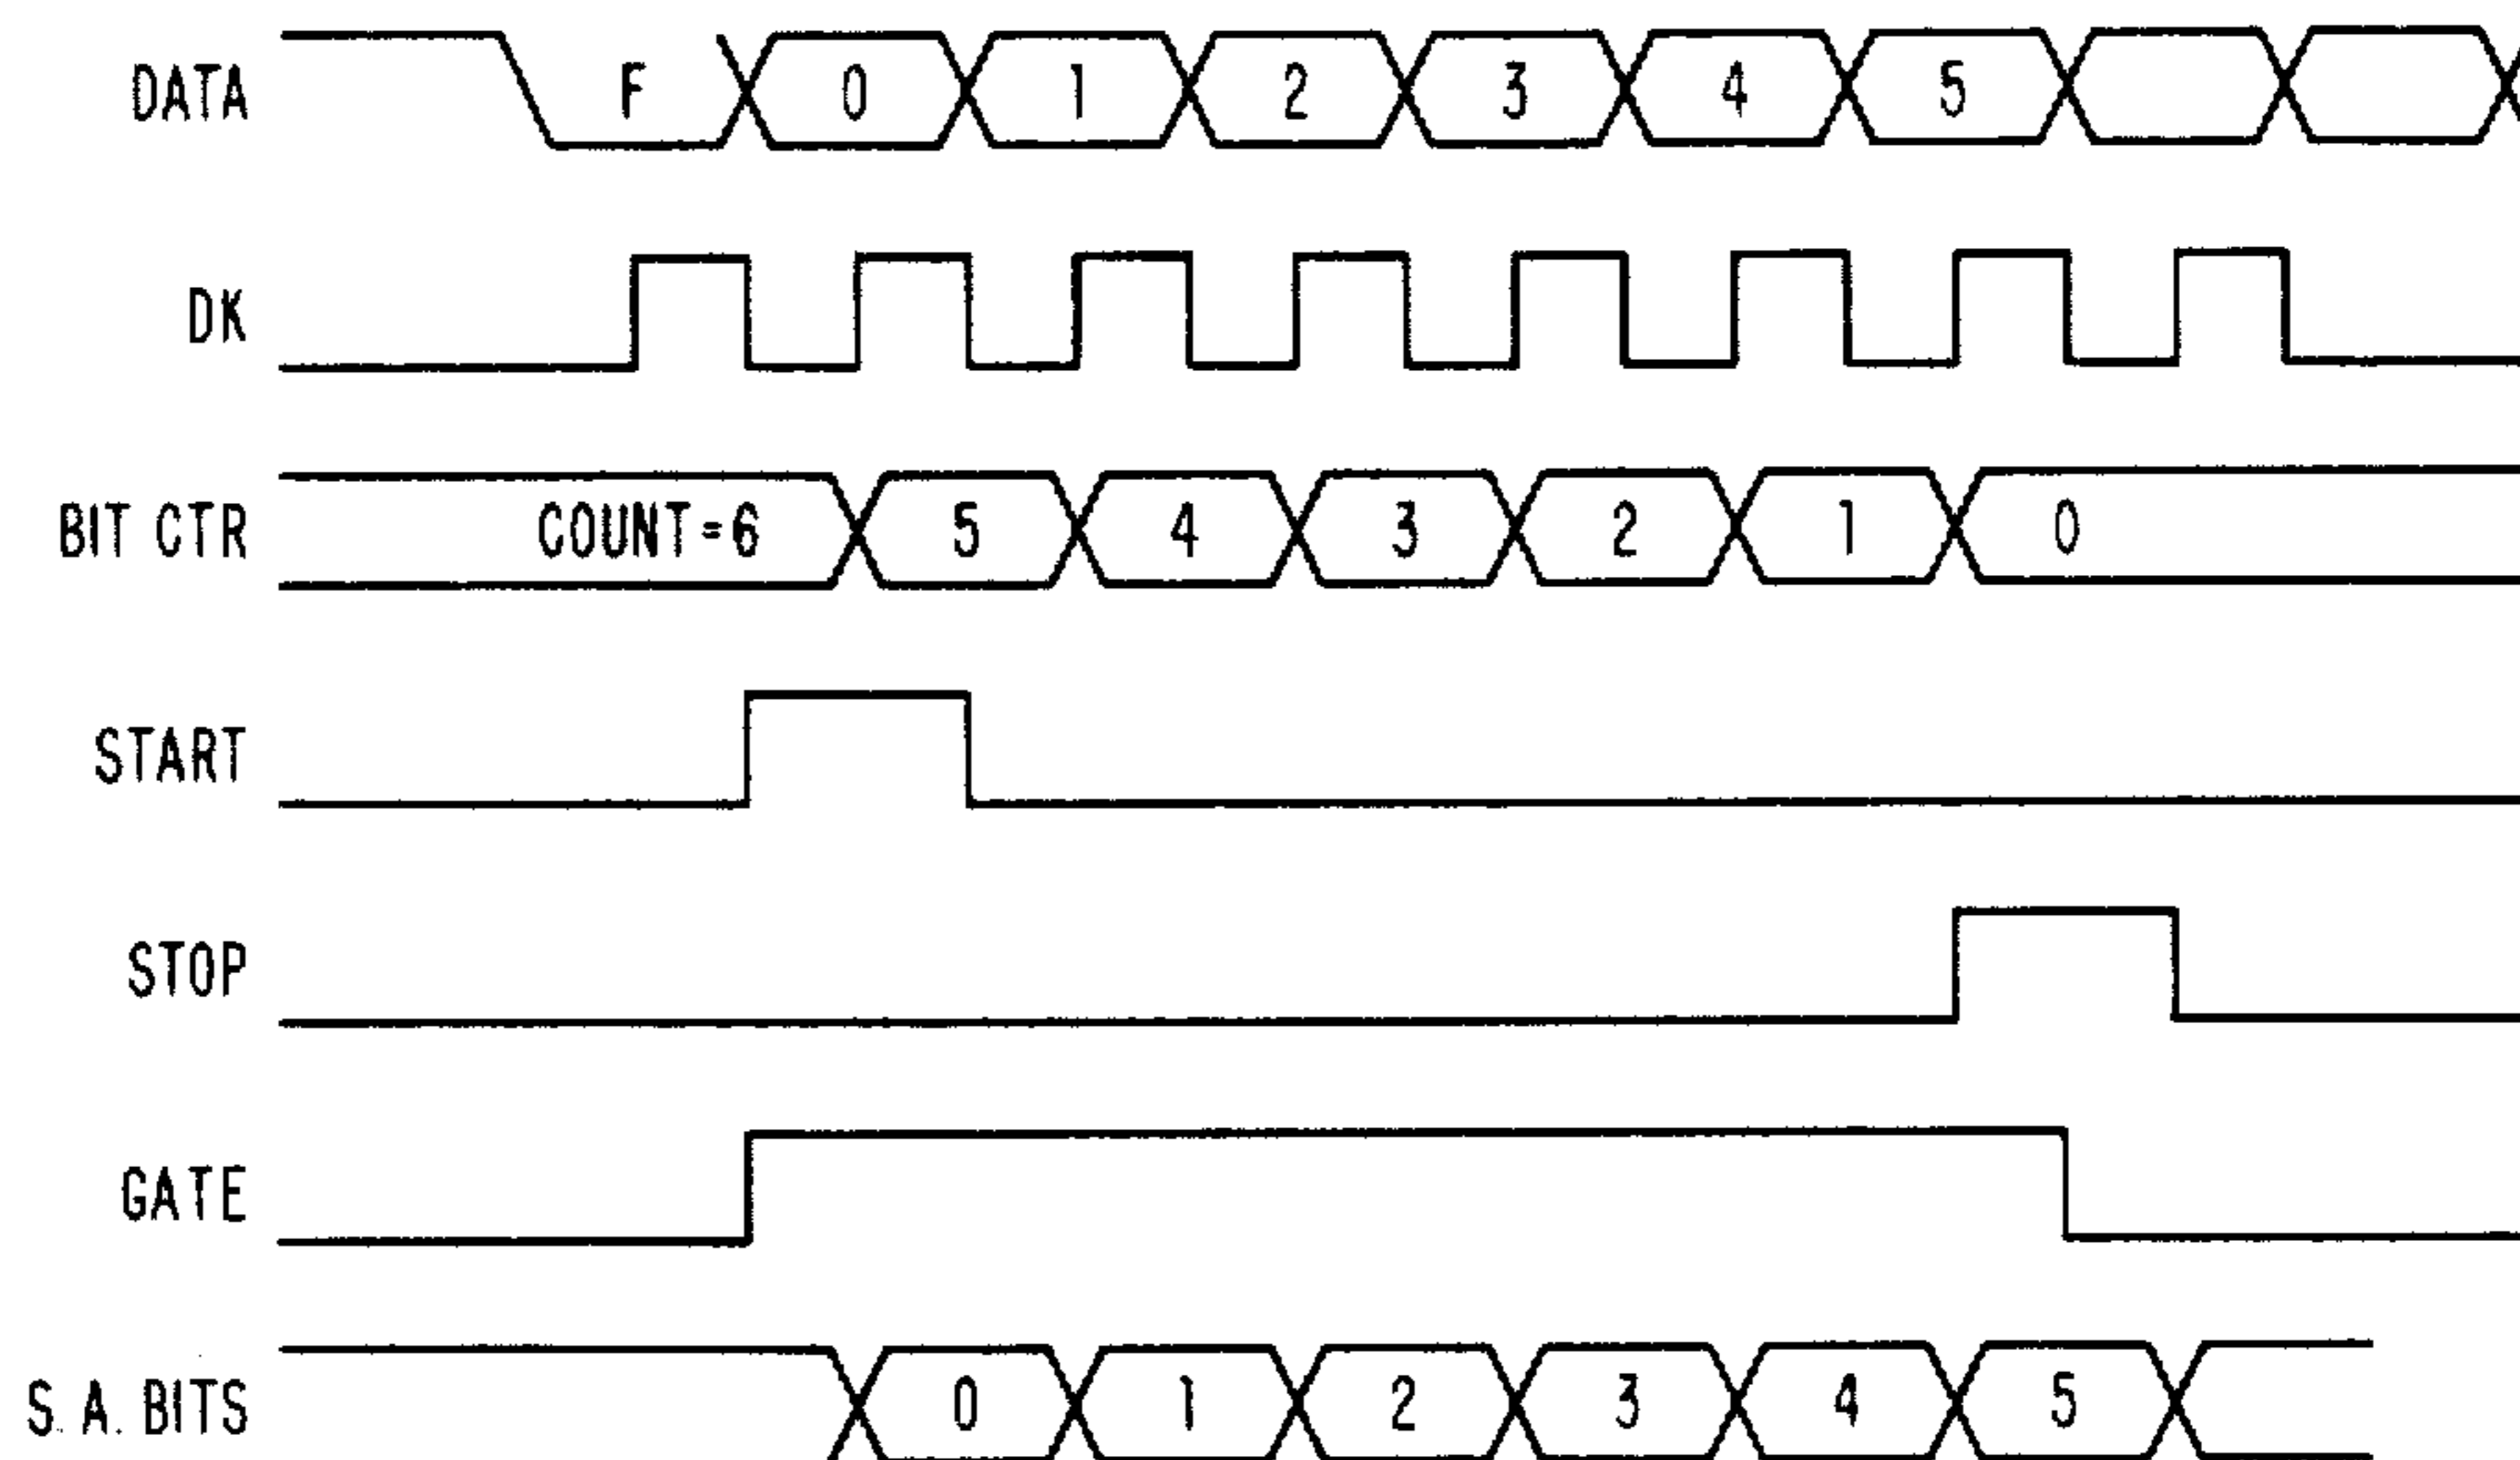 DATA F 0 1 2 3 4 5
DK
BIT CTR COUNT=6 5 4 3 2 1 0
START
STOP
GATE
S.A. BITS 0 1 2 3 4 5